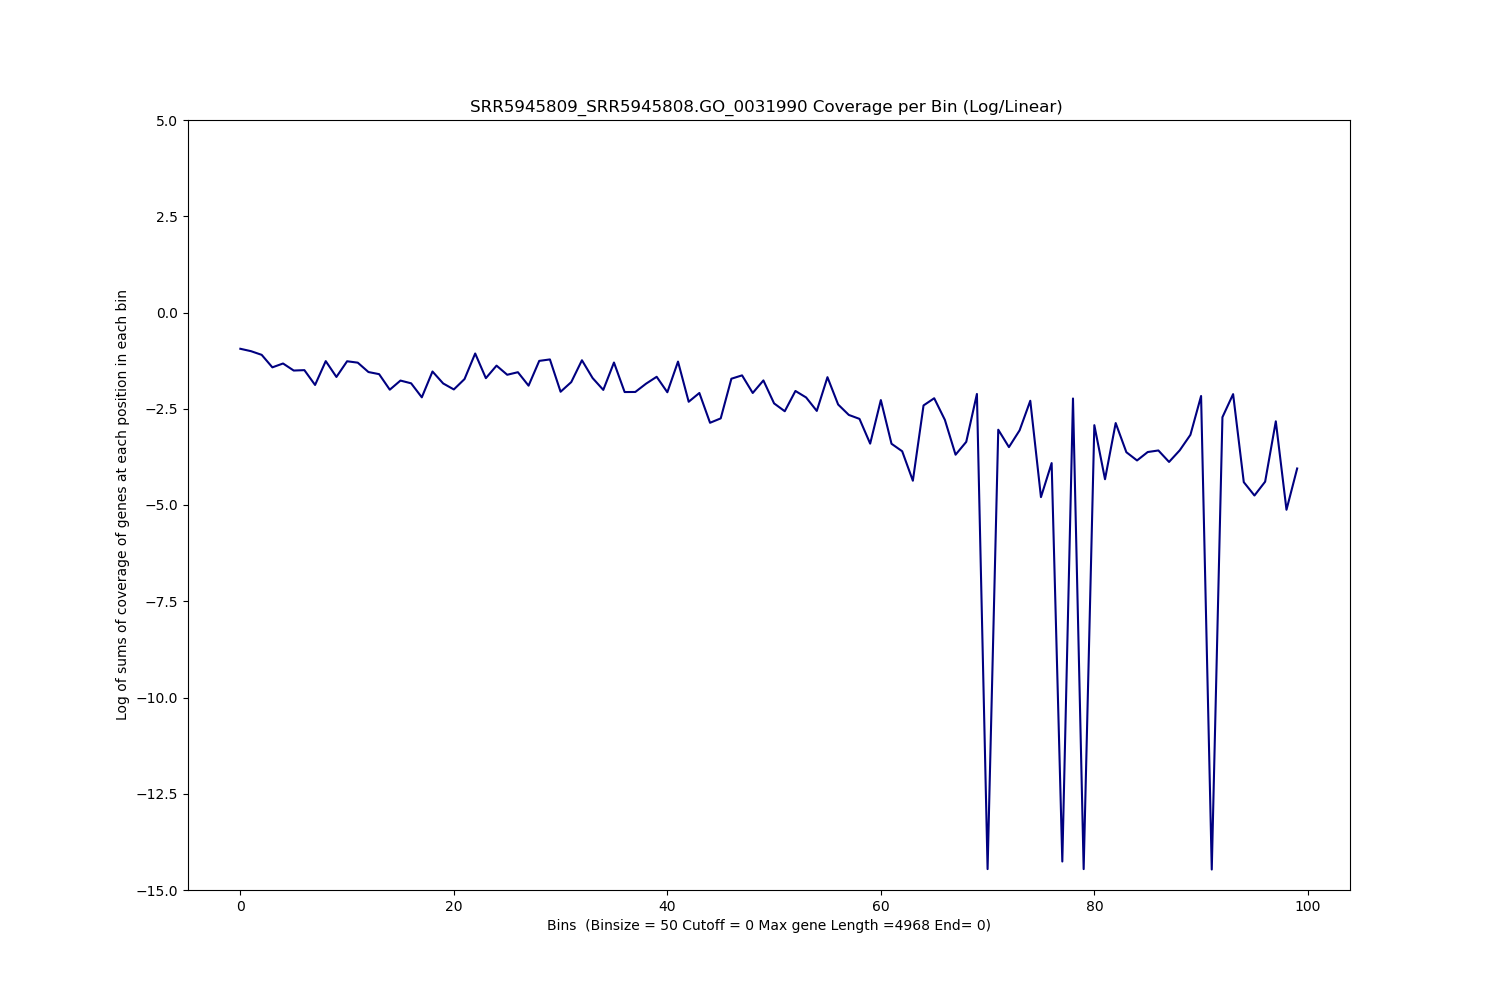 SRR5945809_SRR5945808.GO_0031990 Coverage per Bin (Log/Linear)
5.0
2.5
0.0
−2.5
−5.0
−7.5
−10.0
−12.5
−15.0
Log of sums of coverage of genes at each position in each bin
0 20 40 60 80 100
Bins  (Binsize = 50 Cutoff = 0 Max gene Length =4968 End= 0)